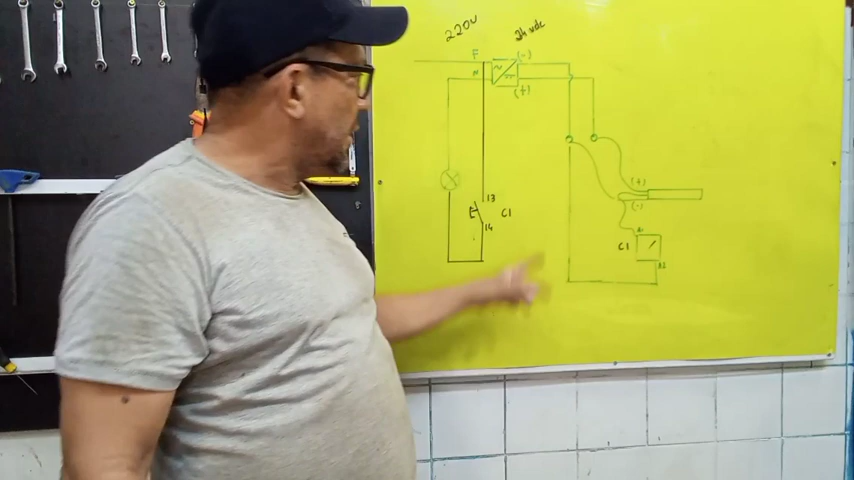 220V
24 vdc
F
(-)
N
(+)
13
C1
14
(+)
(-)
A1
C1
A2